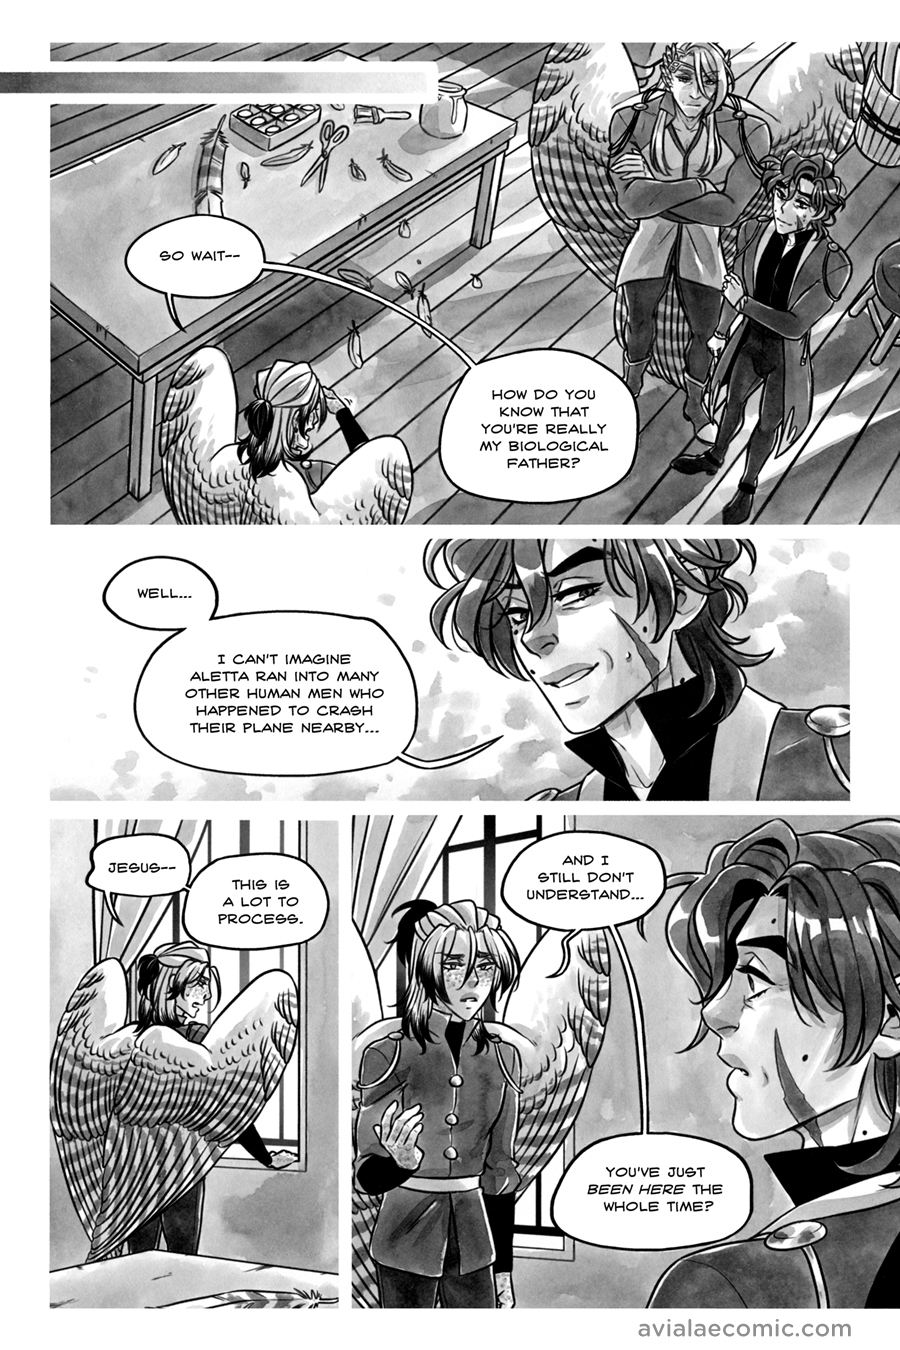 SO WAIT--
HOW DO YOU
KNOW THAT
YOU'RE REALLY
MY BIOLOGICAL
FATHER?
WELL...
I CAN'T IMAGINE
ALETTA RAN INTO MANY
OTHER HUMAN MEN WHO
HAPPENED TO CRASH
THEIR PLANE NEARBY...
JESUS--
THIS IS
A LOT TO
PROCESS.
AND I
STILL DON'T
UNDERSTAND...
YOU'VE JUST
BEEN HERE THE
WHOLE TIME?
avialaecomic.com